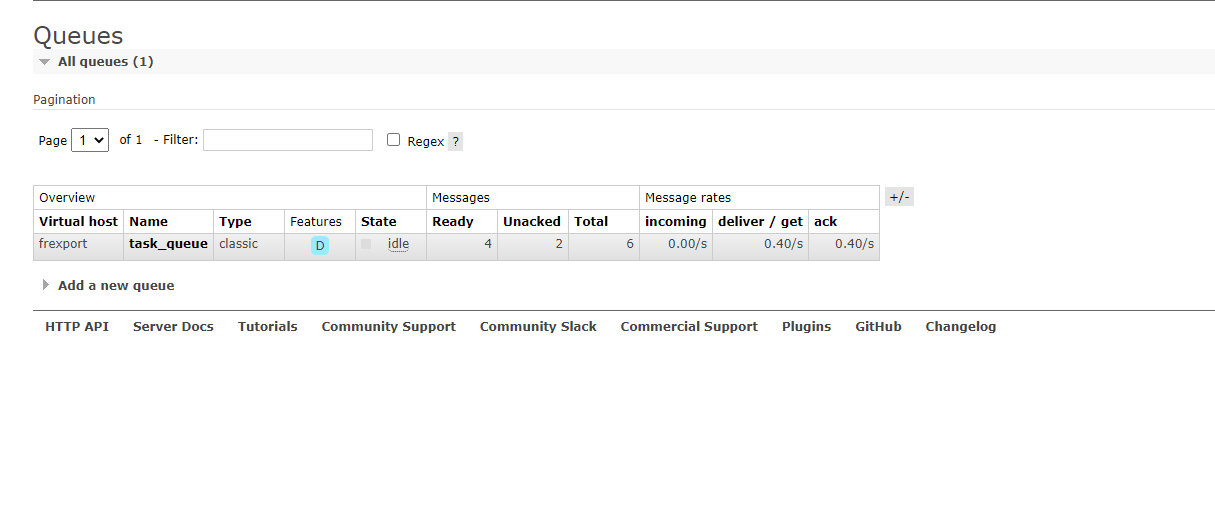 Queues
All queues (1)
Pagination
Page 1 of 1 - Filter: Regex ?
Overview Messages Message rates +/-
Virtual host Name Type Features State Ready Unacked Total incoming deliver / get ack
frexport task_queue classic D idle 4 2 6 0.00/s 0.40/s 0.40/s
Add a new queue
HTTP API Server Docs Tutorials Community Support Community Slack Commercial Support Plugins GitHub Changelog